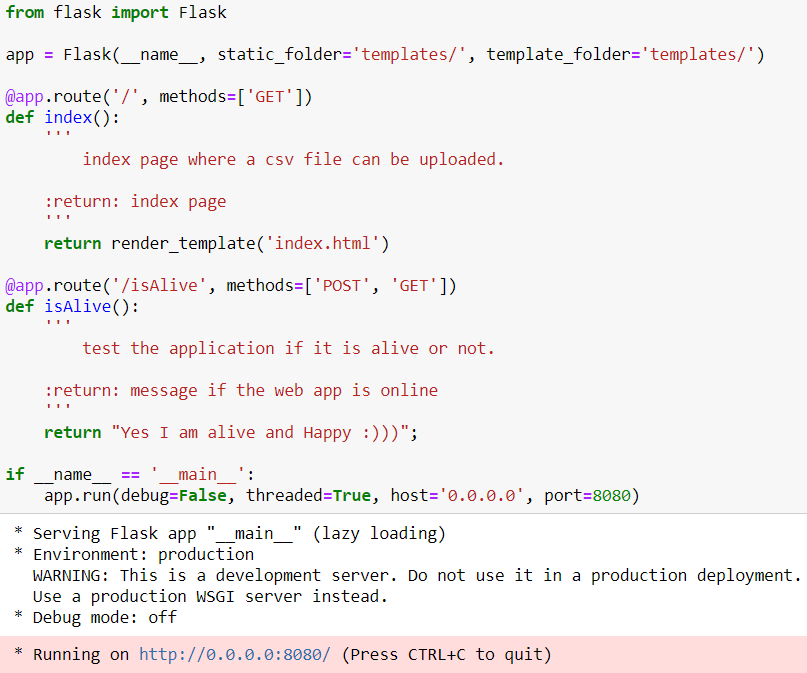 from flask import Flask
app = Flask(__name__, static_folder='templates/', template_folder='templates/')
@app.route('/', methods=['GET'])
def index():
    '''
        index page where a csv file can be uploaded.
    :return: index page
    '''
    return render_template('index.html')
@app.route('/isAlive', methods=['POST', 'GET'])
def isAlive():
    '''
        test the application if it is alive or not.
    :return: message if the web app is online
    '''
    return "Yes I am alive and Happy :)))";
if __name__ == '__main__':
    app.run(debug=False, threaded=True, host='0.0.0.0', port=8080)
 * Serving Flask app "__main__" (lazy loading)
 * Environment: production
   WARNING: This is a development server. Do not use it in a production deployment.
   Use a production WSGI server instead.
 * Debug mode: off
 * Running on http://0.0.0.0:8080/ (Press CTRL+C to quit)